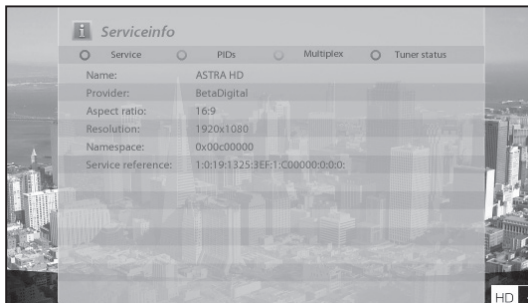 Serviceinfo
Service PIDs Multiplex Tuner status
Name: ASTRA HD
Provider: BetaDigital
Aspect ratio: 16:9
Resolution: 1920x1080
Namespace: 0x00c00000
Service reference: 1:0:19:1325:3EF:1:C00000:0:0:0:
HD